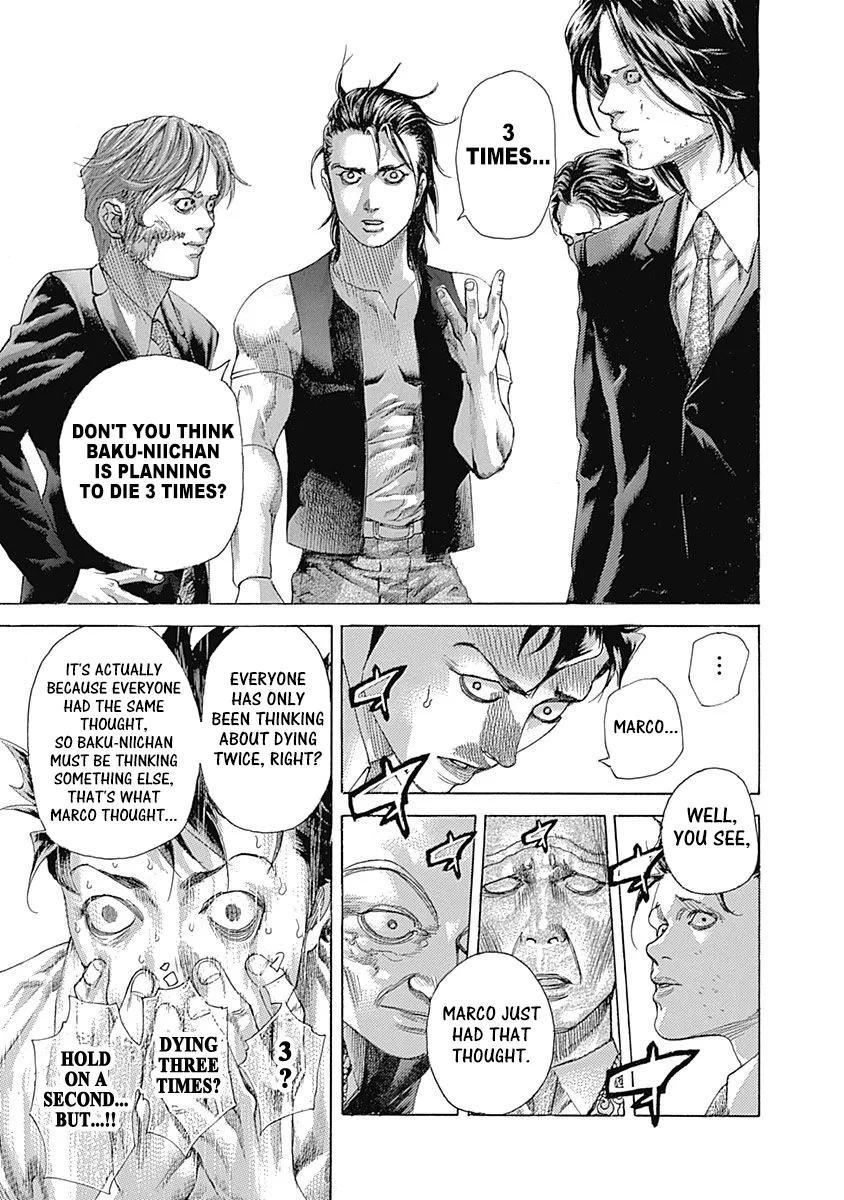 3
TIMES...
DON'T YOU THINK
BAKU-NIICHAN
IS PLANNING
TO DIE 3 TIMES?
...
MARCO...
WELL,
YOU SEE,
MARCO JUST
HAD THAT
THOUGHT.
EVERYONE
HAS ONLY
BEEN THINKING
ABOUT DYING
TWICE, RIGHT?
IT'S ACTUALLY
BECAUSE EVERYONE
HAD THE SAME
THOUGHT,
SO BAKU-NIICHAN
MUST BE THINKING
SOMETHING ELSE,
THAT'S WHAT
MARCO THOUGHT...
3
?
DYING
THREE
TIMES?
HOLD
ON A
SECOND...
BUT...!!